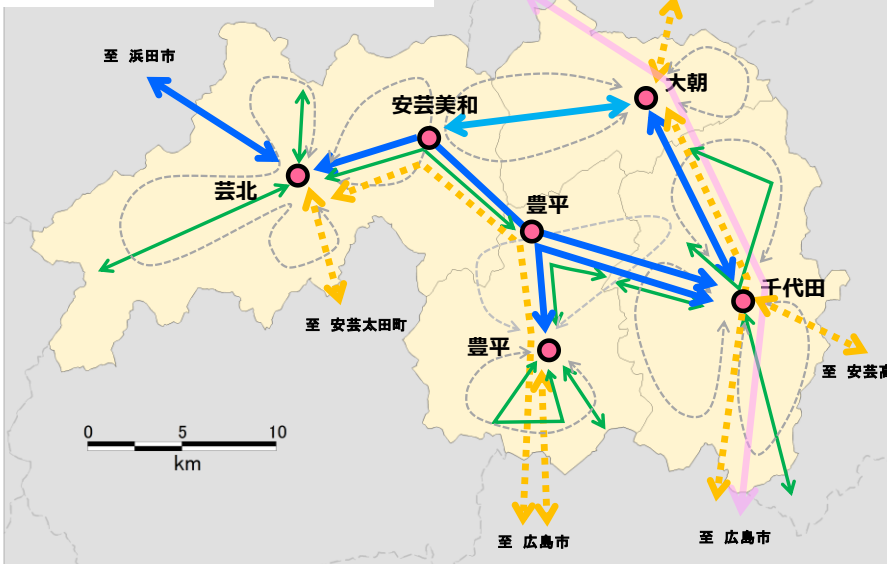 至 浜田市
大朝
安芸美和
芸北
豊平
千代田
至 安芸太田町
豊平
至 安芸高
0 5 10
km
至 広島市
至 広島市